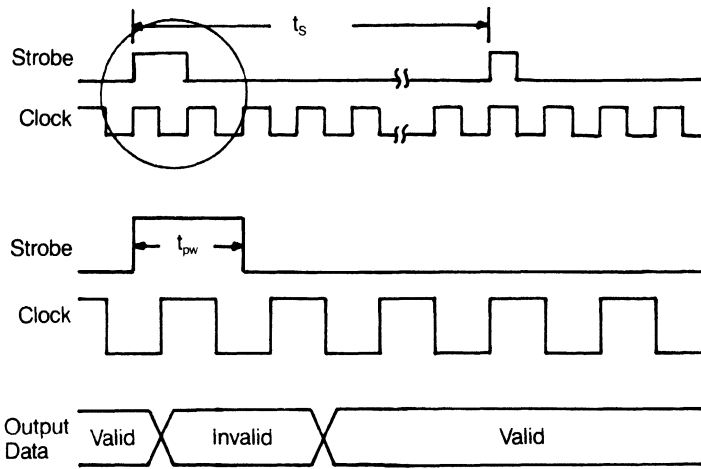 tS
Strobe
Clock
Strobe
tpw
Clock
Output
Data
Valid
Invalid
Valid